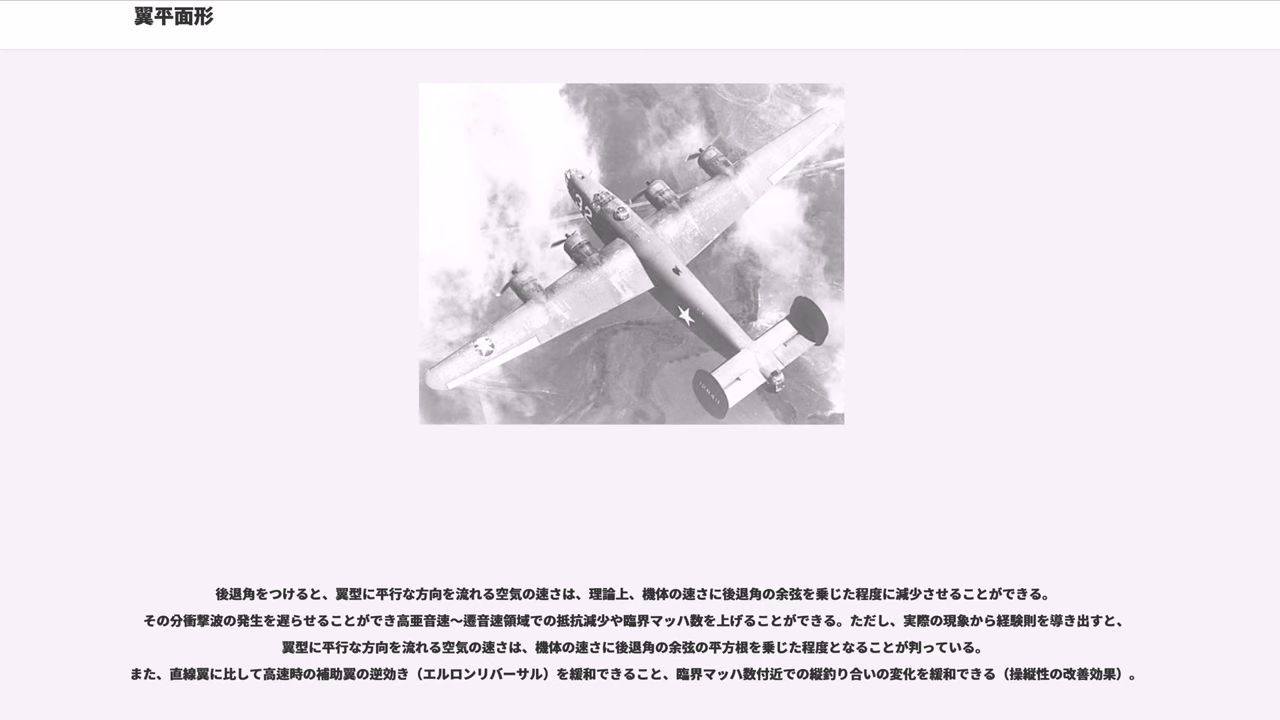 翼平面形
後退角をつけると、翼型に平行な方向を流れる空気の速さは、理論上、機体の速さに後退角の余弦を乗じた程度に減少させることができる。
その分衝撃波の発生を遅らせることができ高亜音速〜遷音速領域での抵抗減少や臨界マッハ数を上げることができる。ただし、実際の現象から経験則を導き出すと、
翼型に平行な方向を流れる空気の速さは、機体の速さに後退角の余弦の平方根を乗じた程度となることが判っている。
また、直線翼に比して高速時の補助翼の逆効き（エルロンリバーサル）を緩和できること、臨界マッハ数付近での縦釣り合いの変化を緩和できる（操縦性の改善効果）。